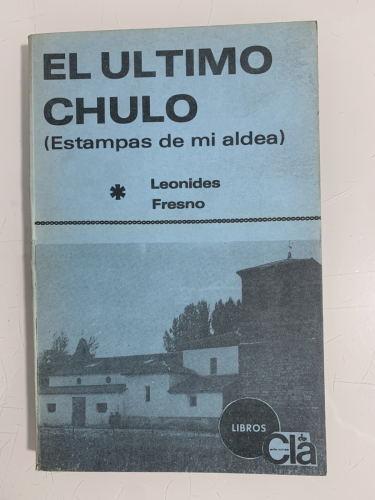 EL ULTIMO
CHULO
(Estampas de mi aldea)
*
Leonides
Fresno
LIBROS
Cla